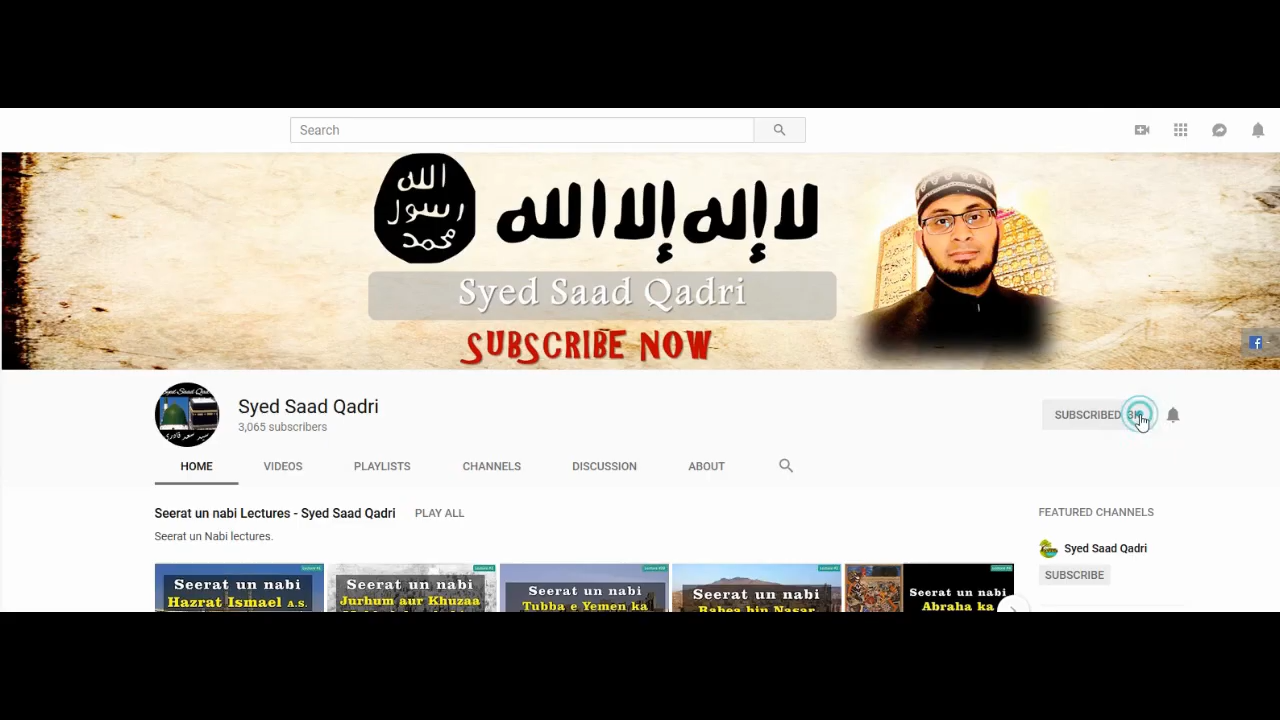 Search
الله
رسول
محمد
لا إله إلا الله
Syed Saad Qadri
SUBSCRIBE NOW
Syed Saad Qadri
3,065 subscribers
SUBSCRIBED
HOME VIDEOS PLAYLISTS CHANNELS DISCUSSION ABOUT
Seerat un nabi Lectures - Syed Saad Qadri PLAY ALL
Seerat un Nabi lectures.
FEATURED CHANNELS
Syed Saad Qadri
SUBSCRIBE
Seerat un nabi
Hazrat Ismael A.S.
Seerat un nabi
Jurhum aur Khuzaa
Seerat un nabi
Tubba e Yemen ka
Seerat un nabi
Rabea bin Nasar
Seerat un nabi
Abraha ka